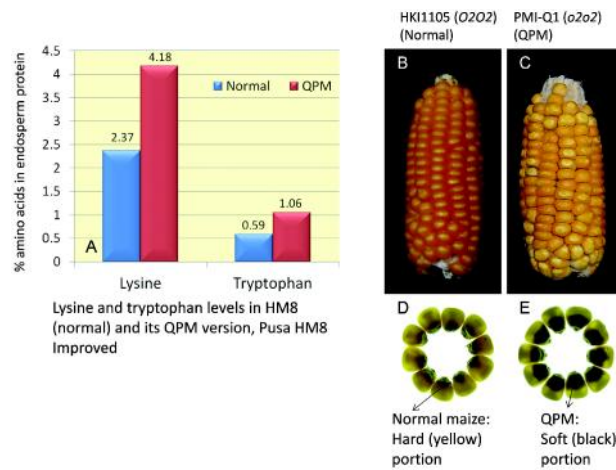 HKI1105 (O2O2)
(Normal)
PMI-Q1 (o2o2)
(QPM)
% amino acids in endosperm protein
4.5
4
3.5
3
2.5
2
1.5
1
0.5
0
4.18
2.37
0.59
1.06
Normal
QPM
A
Lysine
Tryptophan
Lysine and tryptophan levels in HM8
(normal) and its QPM version, Pusa HM8
Improved
B
C
D
E
Normal maize:
Hard (yellow)
portion
QPM:
Soft (black)
portion